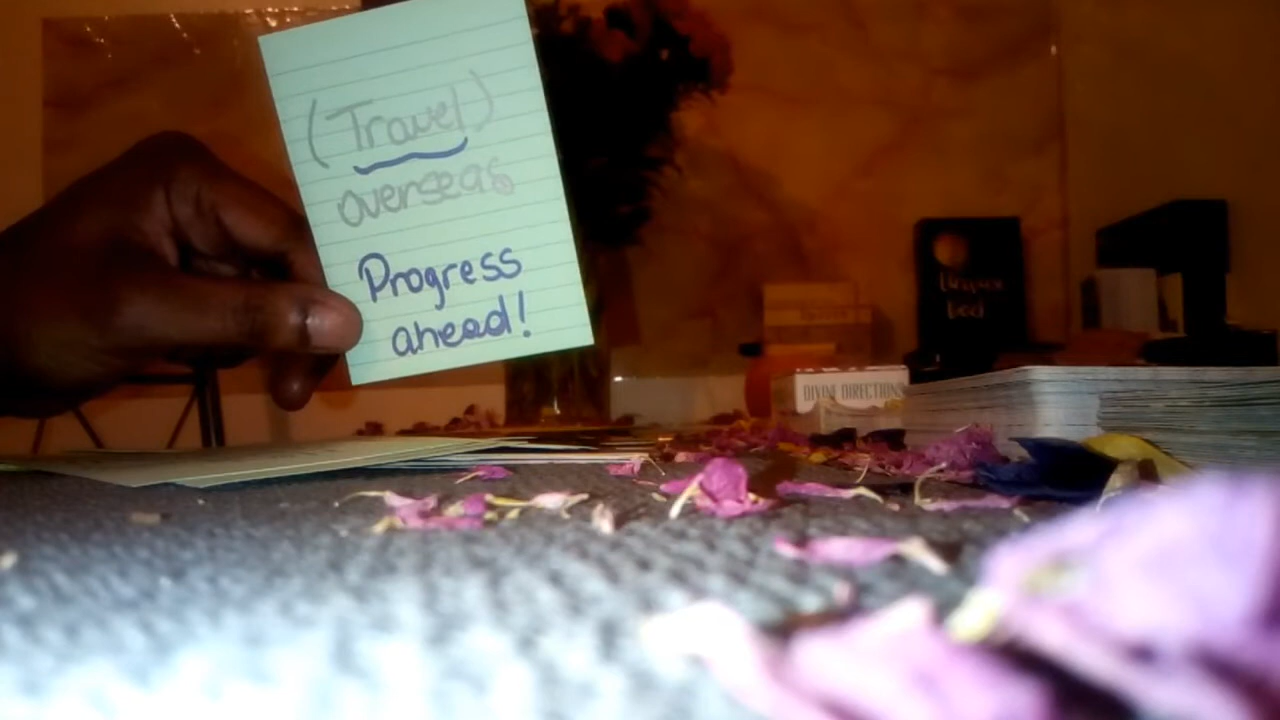 (Travel)
overseas
Progress
ahead!
DIVINE DIRECTIONS